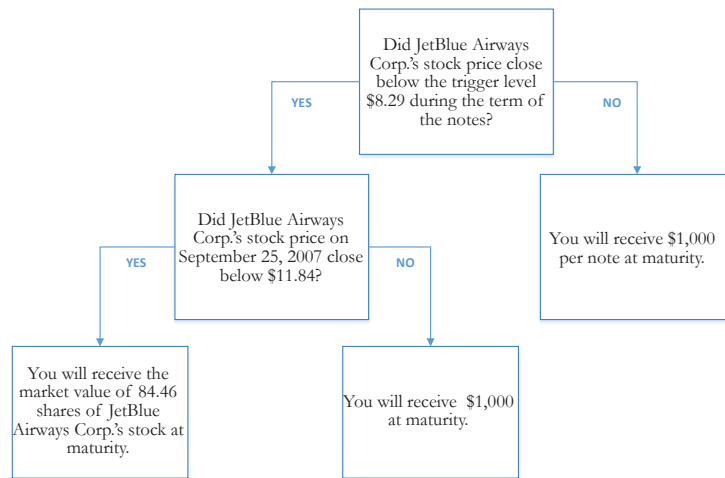 Did JetBlue Airways
Corp.'s stock price close
below the trigger level
$8.29 during the term of
the notes?
YES
NO
Did JetBlue Airways
Corp.'s stock price on
September 25, 2007 close
below $11.84?
You will receive $1,000
per note at maturity.
YES
NO
You will receive the
market value of 84.46
shares of JetBlue
Airways Corp.'s stock at
maturity.
You will receive $1,000
at maturity.